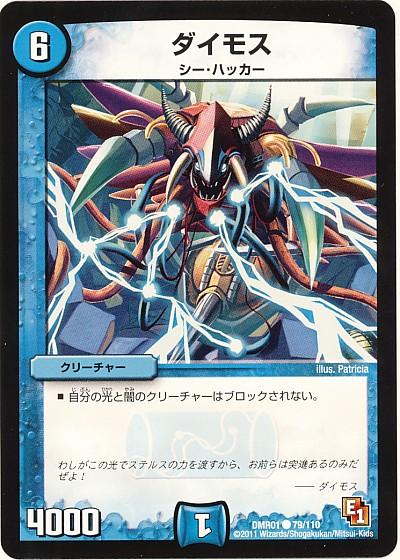 6
ダイモス
シー・ハッカー
illus. Patricia
クリーチャー
■ 自分の光と闇のクリーチャーはブロックされない。
わしがこの光でステルスの力を渡すから、お前らは突進あるのみだ
ぜよ!
―― ダイモス
4000
1
E1
DMR01 ● 79/110
©2011 Wizards/Shogakukan/Mitsui-Kids